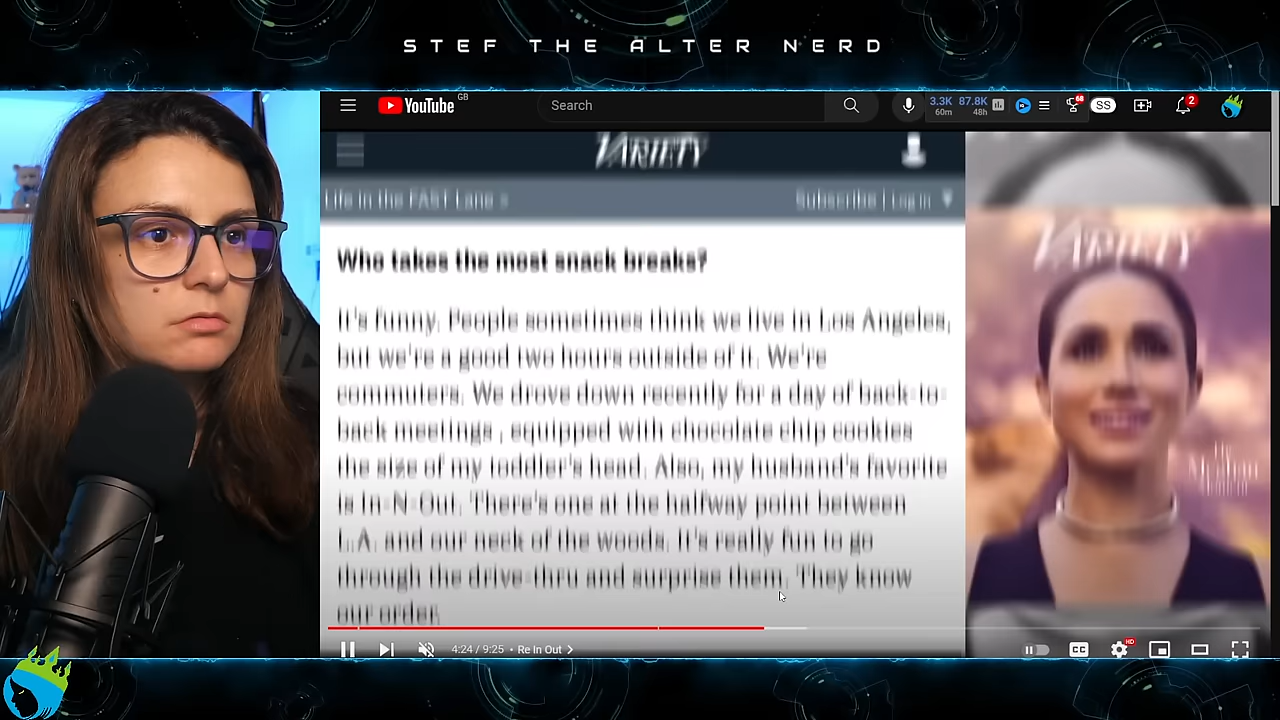 STEF THE ALTER NERD
YouTube GB
Search
3.3K 87.8K
60m 48h
68
SS
2
VARIETY
Life in the FAST Lane
Subscribe | Log in
Who takes the most snack breaks?
It's funny. People sometimes think we live in Los Angeles,
but we're a good two hours outside of it. We're
commuters. We drove down recently for a day of back-to-
back meetings , equipped with chocolate chip cookies
the size of my toddler's head. Also, my husband's favorite
is In-N-Out. There's one at the halfway point between
L.A. and our neck of the woods. It's really fun to go
through the drive-thru and surprise them. They know
our order.
VARIETY
4:24 / 9:25 • Re In Out >
CC
HD